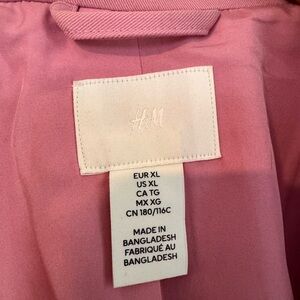 H&M
EUR XL
US XL
CA TG
MX XG
CN 180/116C
MADE IN
BANGLADESH
FABRIQUÉ AU
BANGLADESH